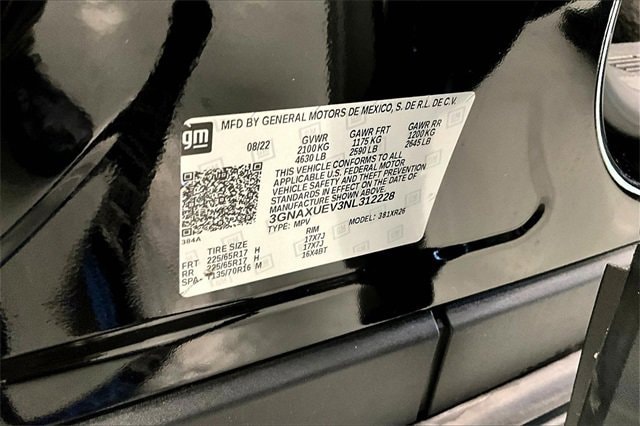 gm
MFD BY GENERAL MOTORS DE MEXICO, S. DE R.L. DE C.V.
08/22 GVWR GAWR FRT GAWR RR
2100 KG 1175 KG 1200 KG
4630 LB 2590 LB 2645 LB
THIS VEHICLE CONFORMS TO ALL
APPLICABLE U.S. FEDERAL MOTOR
VEHICLE SAFETY AND THEFT PREVENTION
STANDARDS IN EFFECT ON THE DATE OF
MANUFACTURE SHOWN ABOVE.
3GNAXUEV3NL312228
TYPE: MPV MODEL: 381XR26
384A
TIRE SIZE RIM
FRT 225/65R17 H 17X7J
RR 225/65R17 H 17X7J
SPA- T135/70R16 M 16X4BT